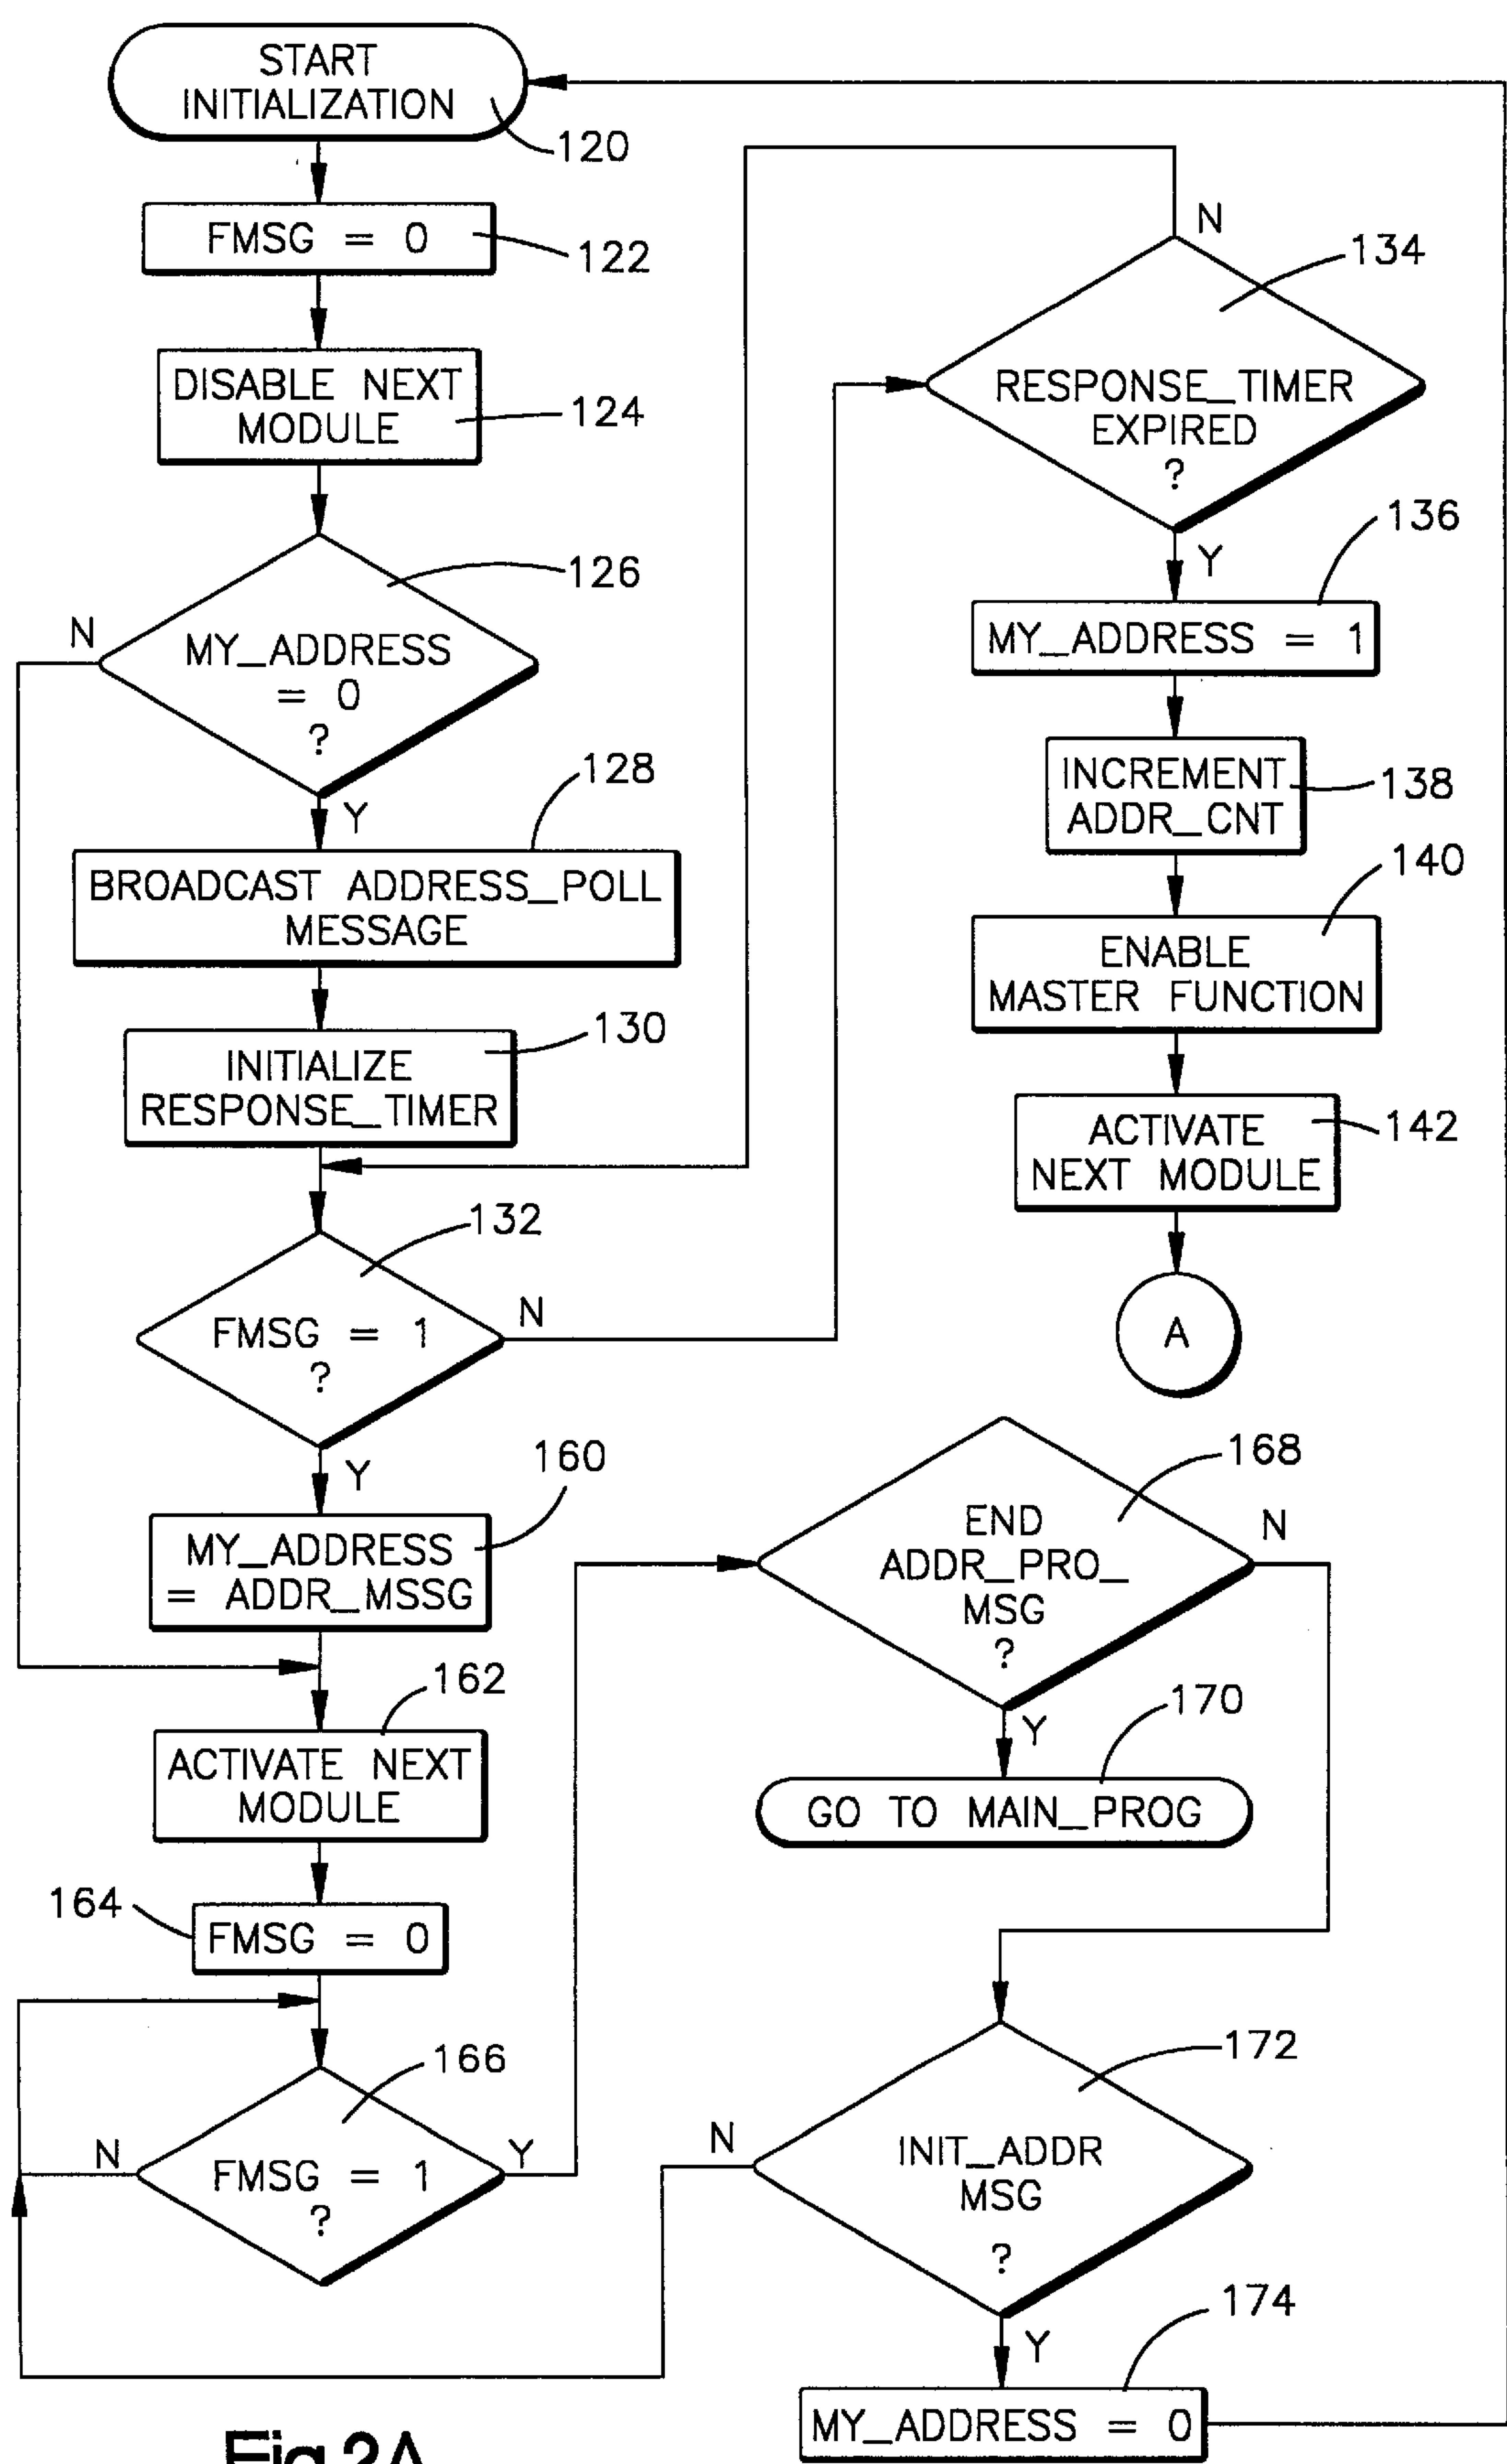 START
INITIALIZATION
120
FMSG = 0
122
DISABLE NEXT
MODULE
124
126
N
MY_ADDRESS
= 0
?
Y
128
BROADCAST ADDRESS_POLL
MESSAGE
130
INITIALIZE
RESPONSE_TIMER
132
FMSG = 1
?
N
Y
160
MY_ADDRESS
= ADDR_MSSG
162
ACTIVATE NEXT
MODULE
164
FMSG = 0
166
N
FMSG = 1
?
Y
N
134
RESPONSE_TIMER
EXPIRED
?
Y
136
MY_ADDRESS = 1
INCREMENT
ADDR_CNT
138
140
ENABLE
MASTER FUNCTION
ACTIVATE
NEXT MODULE
142
A
168
END
ADDR_PRO_
MSG
?
N
Y
170
GO TO MAIN_PROG
172
N
INIT_ADDR
MSG
?
Y
174
MY_ADDRESS = 0
Fig.2A